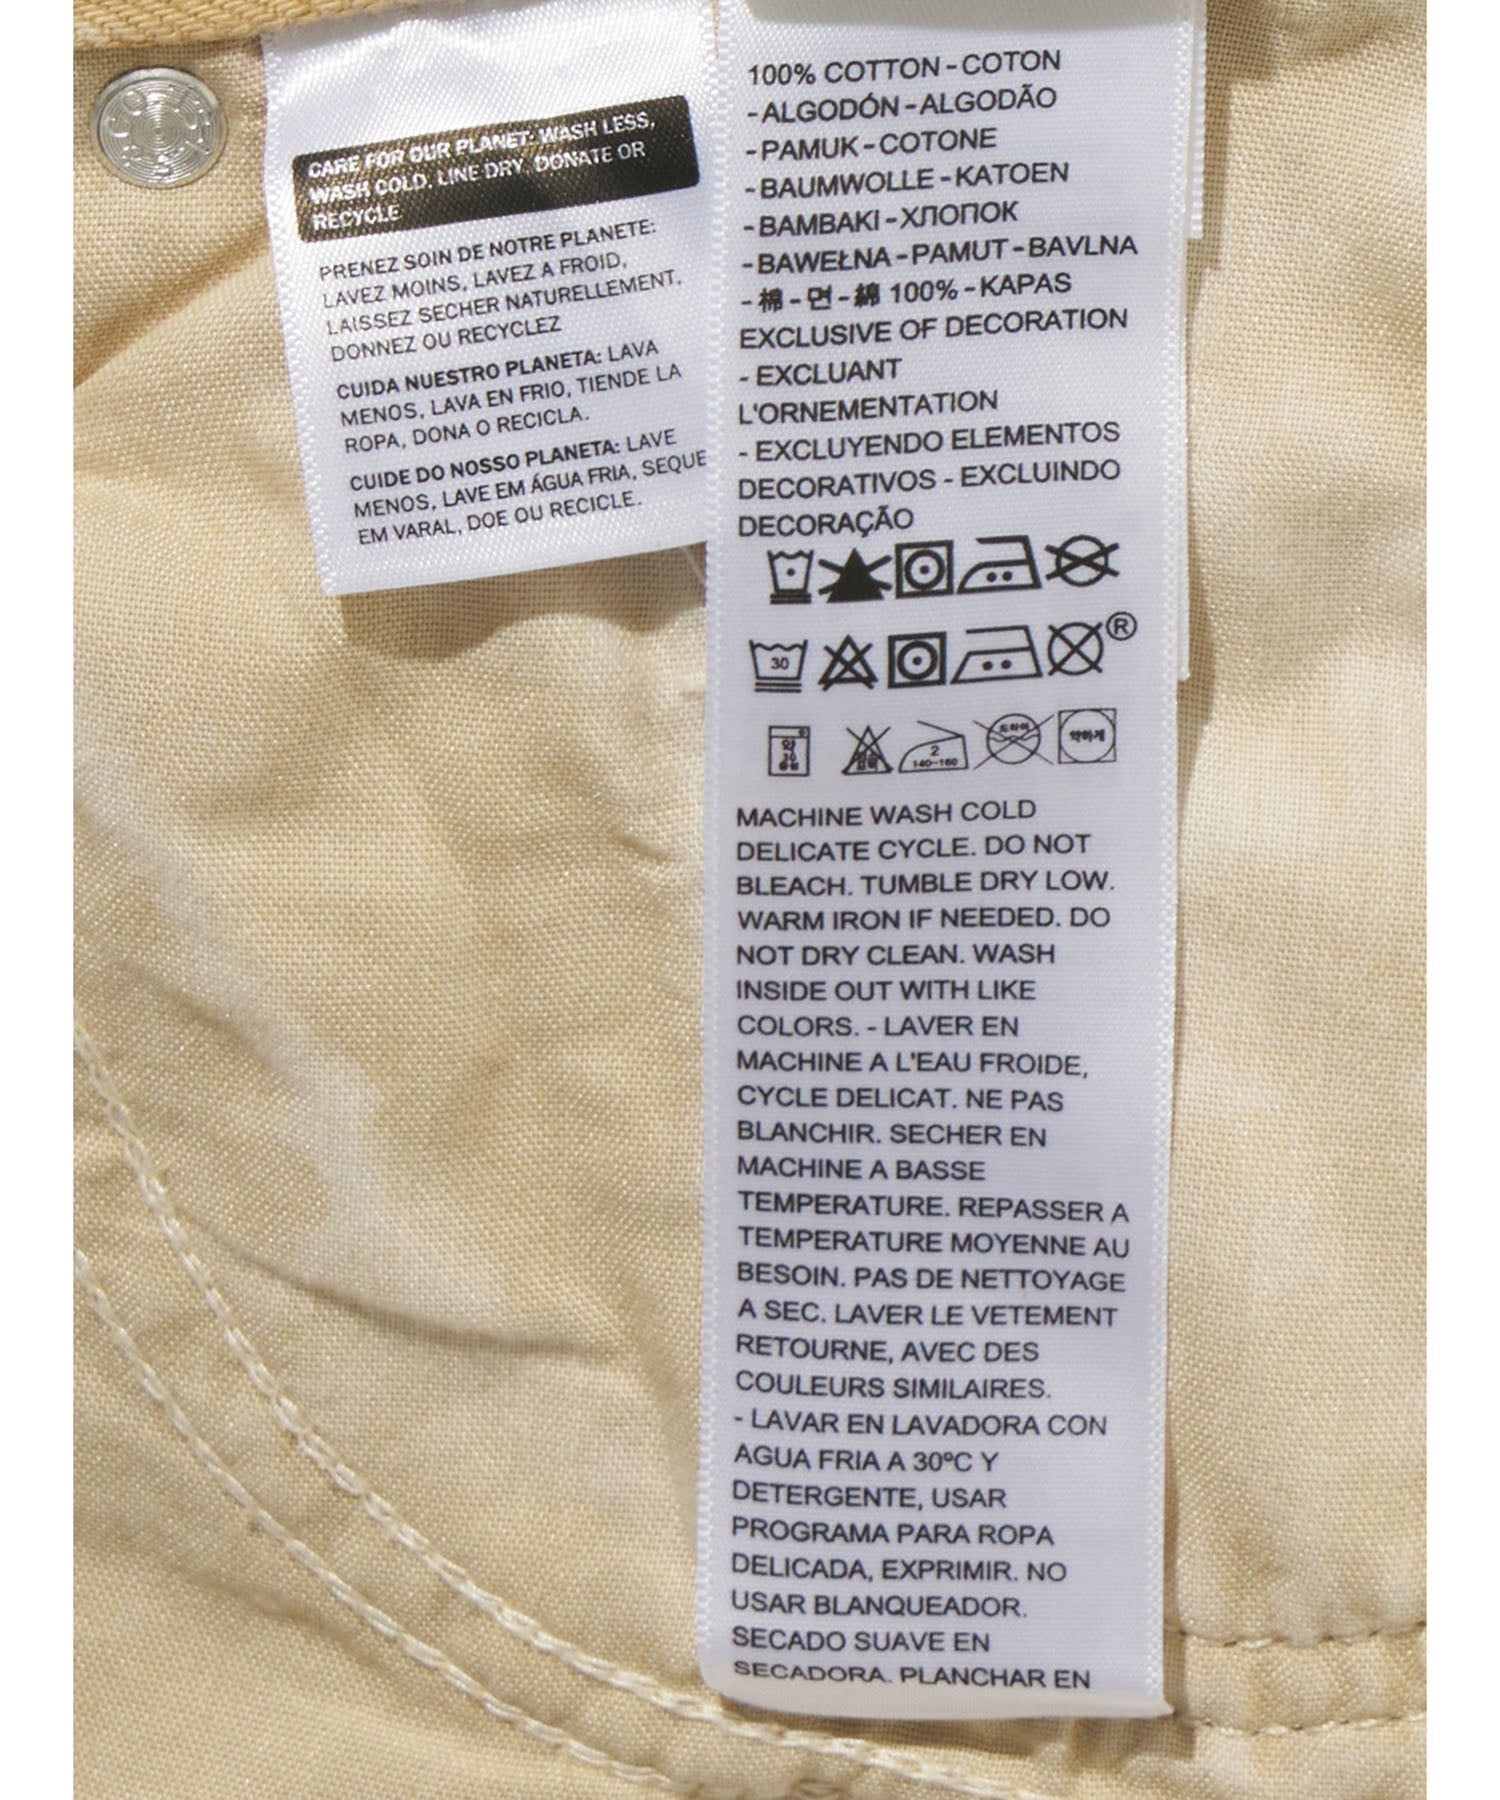 CARE FOR OUR PLANET: WASH LESS,
WASH COLD. LINE DRY. DONATE OR
RECYCLE
PRENEZ SOIN DE NOTRE PLANETE:
LAVEZ MOINS, LAVEZ A FROID,
LAISSEZ SECHER NATURELLEMENT,
DONNEZ OU RECYCLEZ
CUIDA NUESTRO PLANETA: LAVA
MENOS, LAVA EN FRIO, TIENDE LA
ROPA, DONA O RECICLA.
CUIDE DO NOSSO PLANETA: LAVE
MENOS, LAVE EM ÁGUA FRIA, SEQUE
EM VARAL, DOE OU RECICLE.
100% COTTON - COTON
- ALGODÓN - ALGODÃO
- PAMUK - COTONE
- BAUMWOLLE - KATOEN
- BAMBAKI - ХЛОПОК
- BAWEŁNA - PAMUT - BAVLNA
- 棉 - 면 - 綿 100% - KAPAS
EXCLUSIVE OF DECORATION
- EXCLUANT
L'ORNEMENTATION
- EXCLUYENDO ELEMENTOS
DECORATIVOS - EXCLUINDO
DECORAÇÃO
30 ®
약 30 2 140~160 드라이 약하게
MACHINE WASH COLD
DELICATE CYCLE. DO NOT
BLEACH. TUMBLE DRY LOW.
WARM IRON IF NEEDED. DO
NOT DRY CLEAN. WASH
INSIDE OUT WITH LIKE
COLORS. - LAVER EN
MACHINE A L'EAU FROIDE,
CYCLE DELICAT. NE PAS
BLANCHIR. SECHER EN
MACHINE A BASSE
TEMPERATURE. REPASSER A
TEMPERATURE MOYENNE AU
BESOIN. PAS DE NETTOYAGE
A SEC. LAVER LE VETEMENT
RETOURNE, AVEC DES
COULEURS SIMILAIRES.
- LAVAR EN LAVADORA CON
AGUA FRIA A 30ºC Y
DETERGENTE, USAR
PROGRAMA PARA ROPA
DELICADA, EXPRIMIR. NO
USAR BLANQUEADOR.
SECADO SUAVE EN
SECADORA. PLANCHAR EN